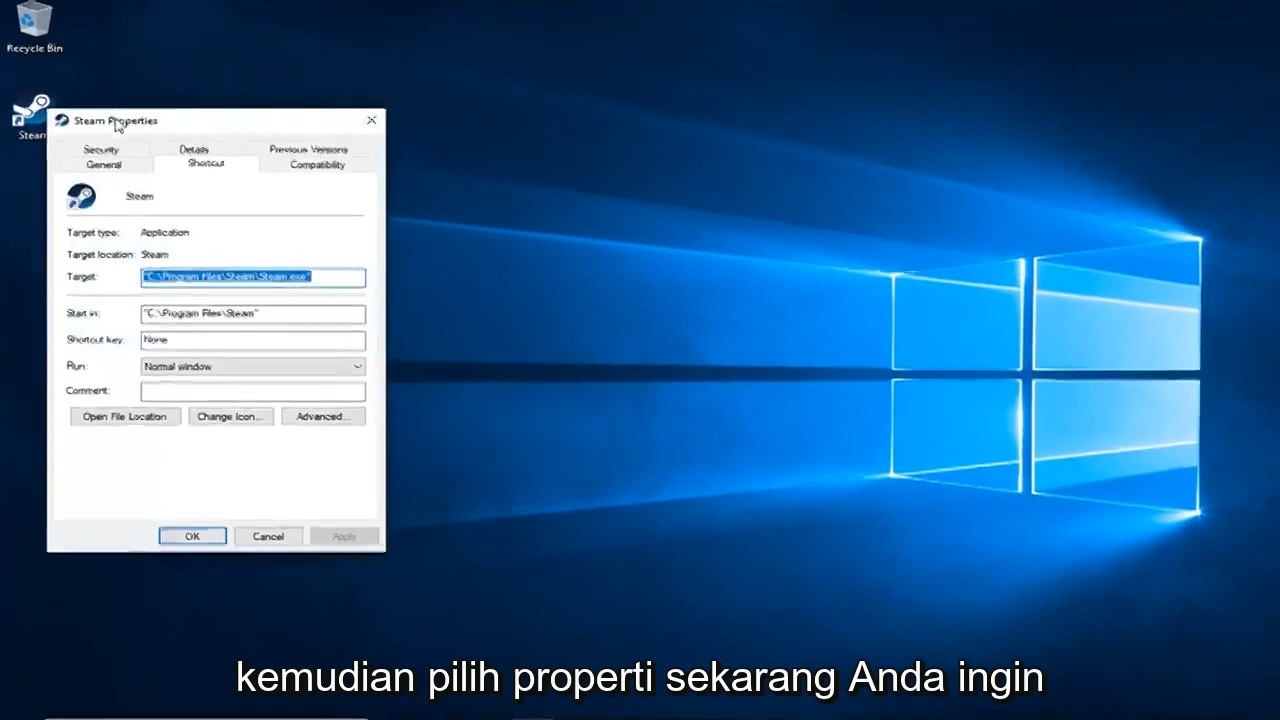 Recycle Bin
Steam
Steam Properties
Security Details Previous Versions
General Shortcut Compatibility
Steam
Target type: Application
Target location: Steam
Target: "C:\Program Files\Steam\Steam.exe"
Start in: "C:\Program Files\Steam"
Shortcut key: None
Run: Normal window
Comment:
Open File Location Change Icon... Advanced...
OK Cancel Apply
kemudian pilih properti sekarang Anda ingin